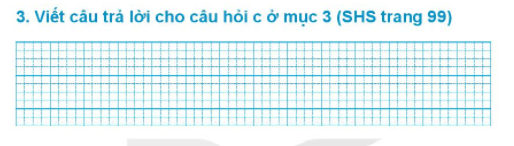 3. Viết câu trả lời cho câu hỏi c ở mục 3 (SHS trang 99)